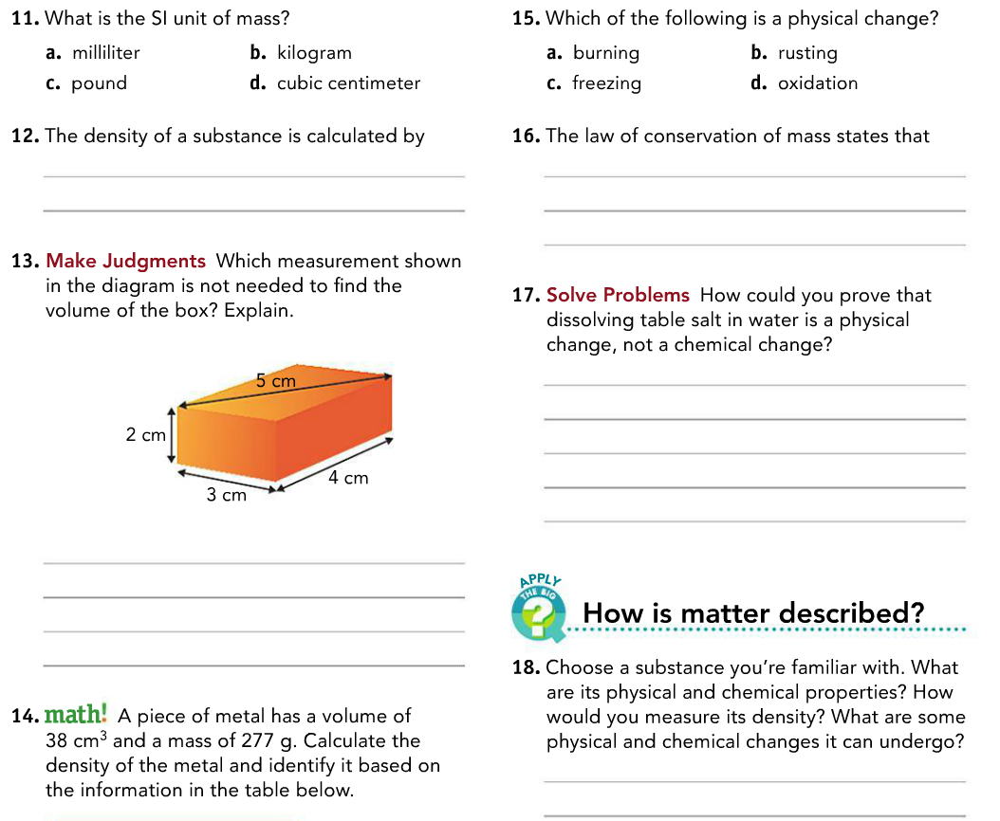 11. What is the SI unit of mass?
a. milliliter b. kilogram
c. pound d. cubic centimeter
12. The density of a substance is calculated by
13. Make Judgments Which measurement shown
in the diagram is not needed to find the
volume of the box? Explain.
5 cm
2 cm
4 cm
3 cm
14. math! A piece of metal has a volume of
38 cm³ and a mass of 277 g. Calculate the
density of the metal and identify it based on
the information in the table below.
15. Which of the following is a physical change?
a. burning b. rusting
c. freezing d. oxidation
16. The law of conservation of mass states that
17. Solve Problems How could you prove that
dissolving table salt in water is a physical
change, not a chemical change?
APPLY
THE BIG
?
How is matter described?
18. Choose a substance you’re familiar with. What
are its physical and chemical properties? How
would you measure its density? What are some
physical and chemical changes it can undergo?